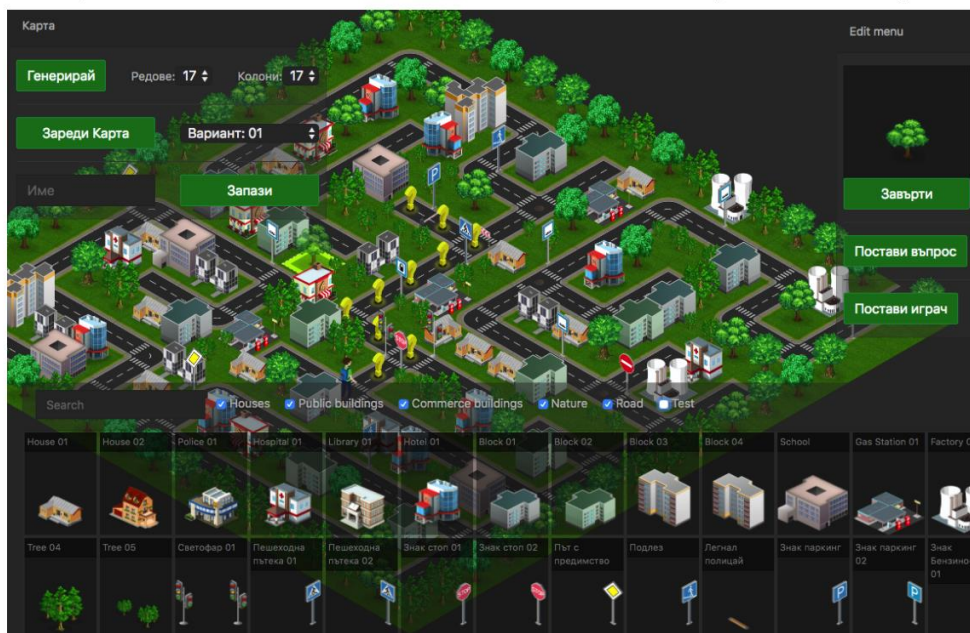 Карта
Edit menu
Генерирай
Редове: 17
Колони: 17
Зареди Карта
Вариант: 01
Име
Запази
Завърти
Постави въпрос
Постави играч
Search
Houses
Public buildings
Commerce buildings
Nature
Road
Test
House 01
House 02
Police 01
Hospital 01
Library 01
Hotel 01
Block 01
Block 02
Block 03
Block 04
School
Gas Station 01
Factory 0
Tree 04
Tree 05
Светофар 01
Пешеходна
пътека 01
Пешеходна
пътека 02
Знак стоп 01
Знак стоп 02
Път с
предимство
Подлез
Легнал
полицай
Знак паркинг
Знак паркинг
02
Знак
Бензино
01